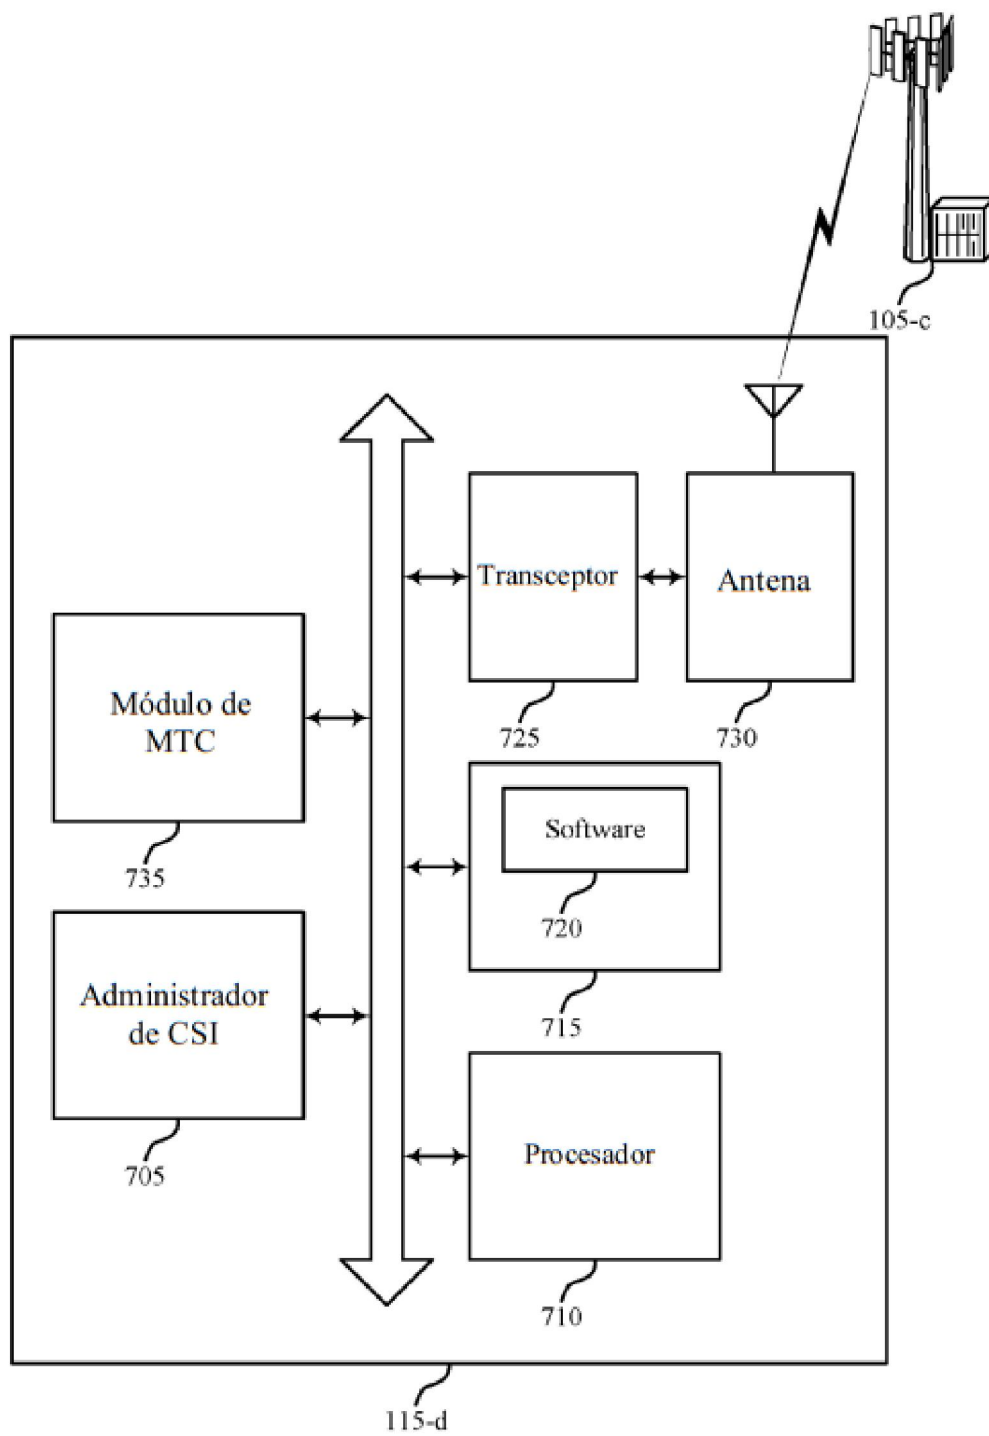 105-c
Transceptor
Antena
725
730
Módulo de
MTC
735
Software
720
715
Administrador
de CSI
705
Procesador
710
115-d